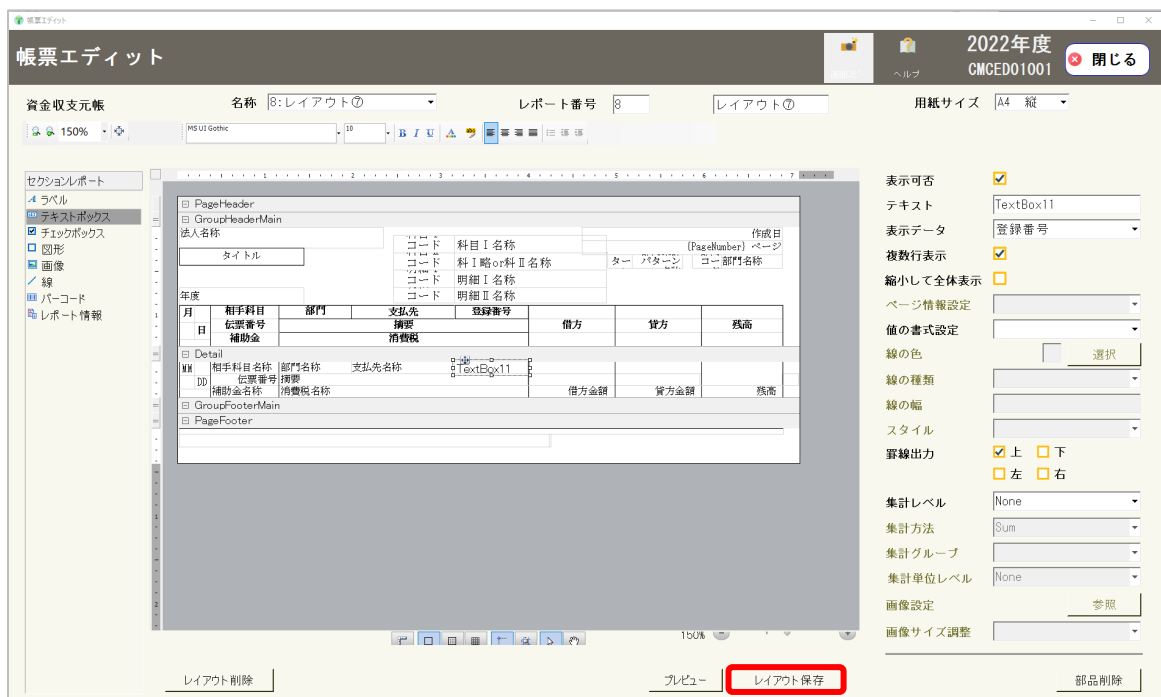 帳票エディット
帳票エディット
ヘルプ
2022年度
CMCED01001
閉じる
資金収支元帳
名称 8:レイアウト⑦
レポート番号 8
レイアウト⑦
用紙サイズ A4 縦
150%
MS UI Gothic
10
B I U
セクションレポート
ラベル
テキストボックス
チェックボックス
図形
画像
線
バーコード
レポート情報
1 2 3 4 5 6 7
PageHeader
GroupHeaderMain
法人名称
作成日
コード 科目Ⅰ名称
{PageNumber} ページ
タイトル
コード 科Ⅰ略or科Ⅱ名称
ター パターン コー 部門名称
コード 明細Ⅰ名称
コード 明細Ⅱ名称
年度
月 相手科目 部門 支払先 登録番号
日 伝票番号 摘要 借方 貸方 残高
補助金 消費税
Detail
MM 相手科目名称 部門名称 支払先名称 TextBox11
DD 伝票番号 摘要
補助金名称 消費税名称 借方金額 貸方金額 残高
GroupFooterMain
PageFooter
150%
表示可否
テキスト TextBox11
表示データ 登録番号
複数行表示
縮小して全体表示
ページ情報設定
値の書式設定
線の色 選択
線の種類
線の幅
スタイル
罫線出力 上 下
左 右
集計レベル None
集計方法 Sum
集計グループ
集計単位レベル None
画像設定 参照
画像サイズ調整
レイアウト削除
プレビュー
レイアウト保存
部品削除